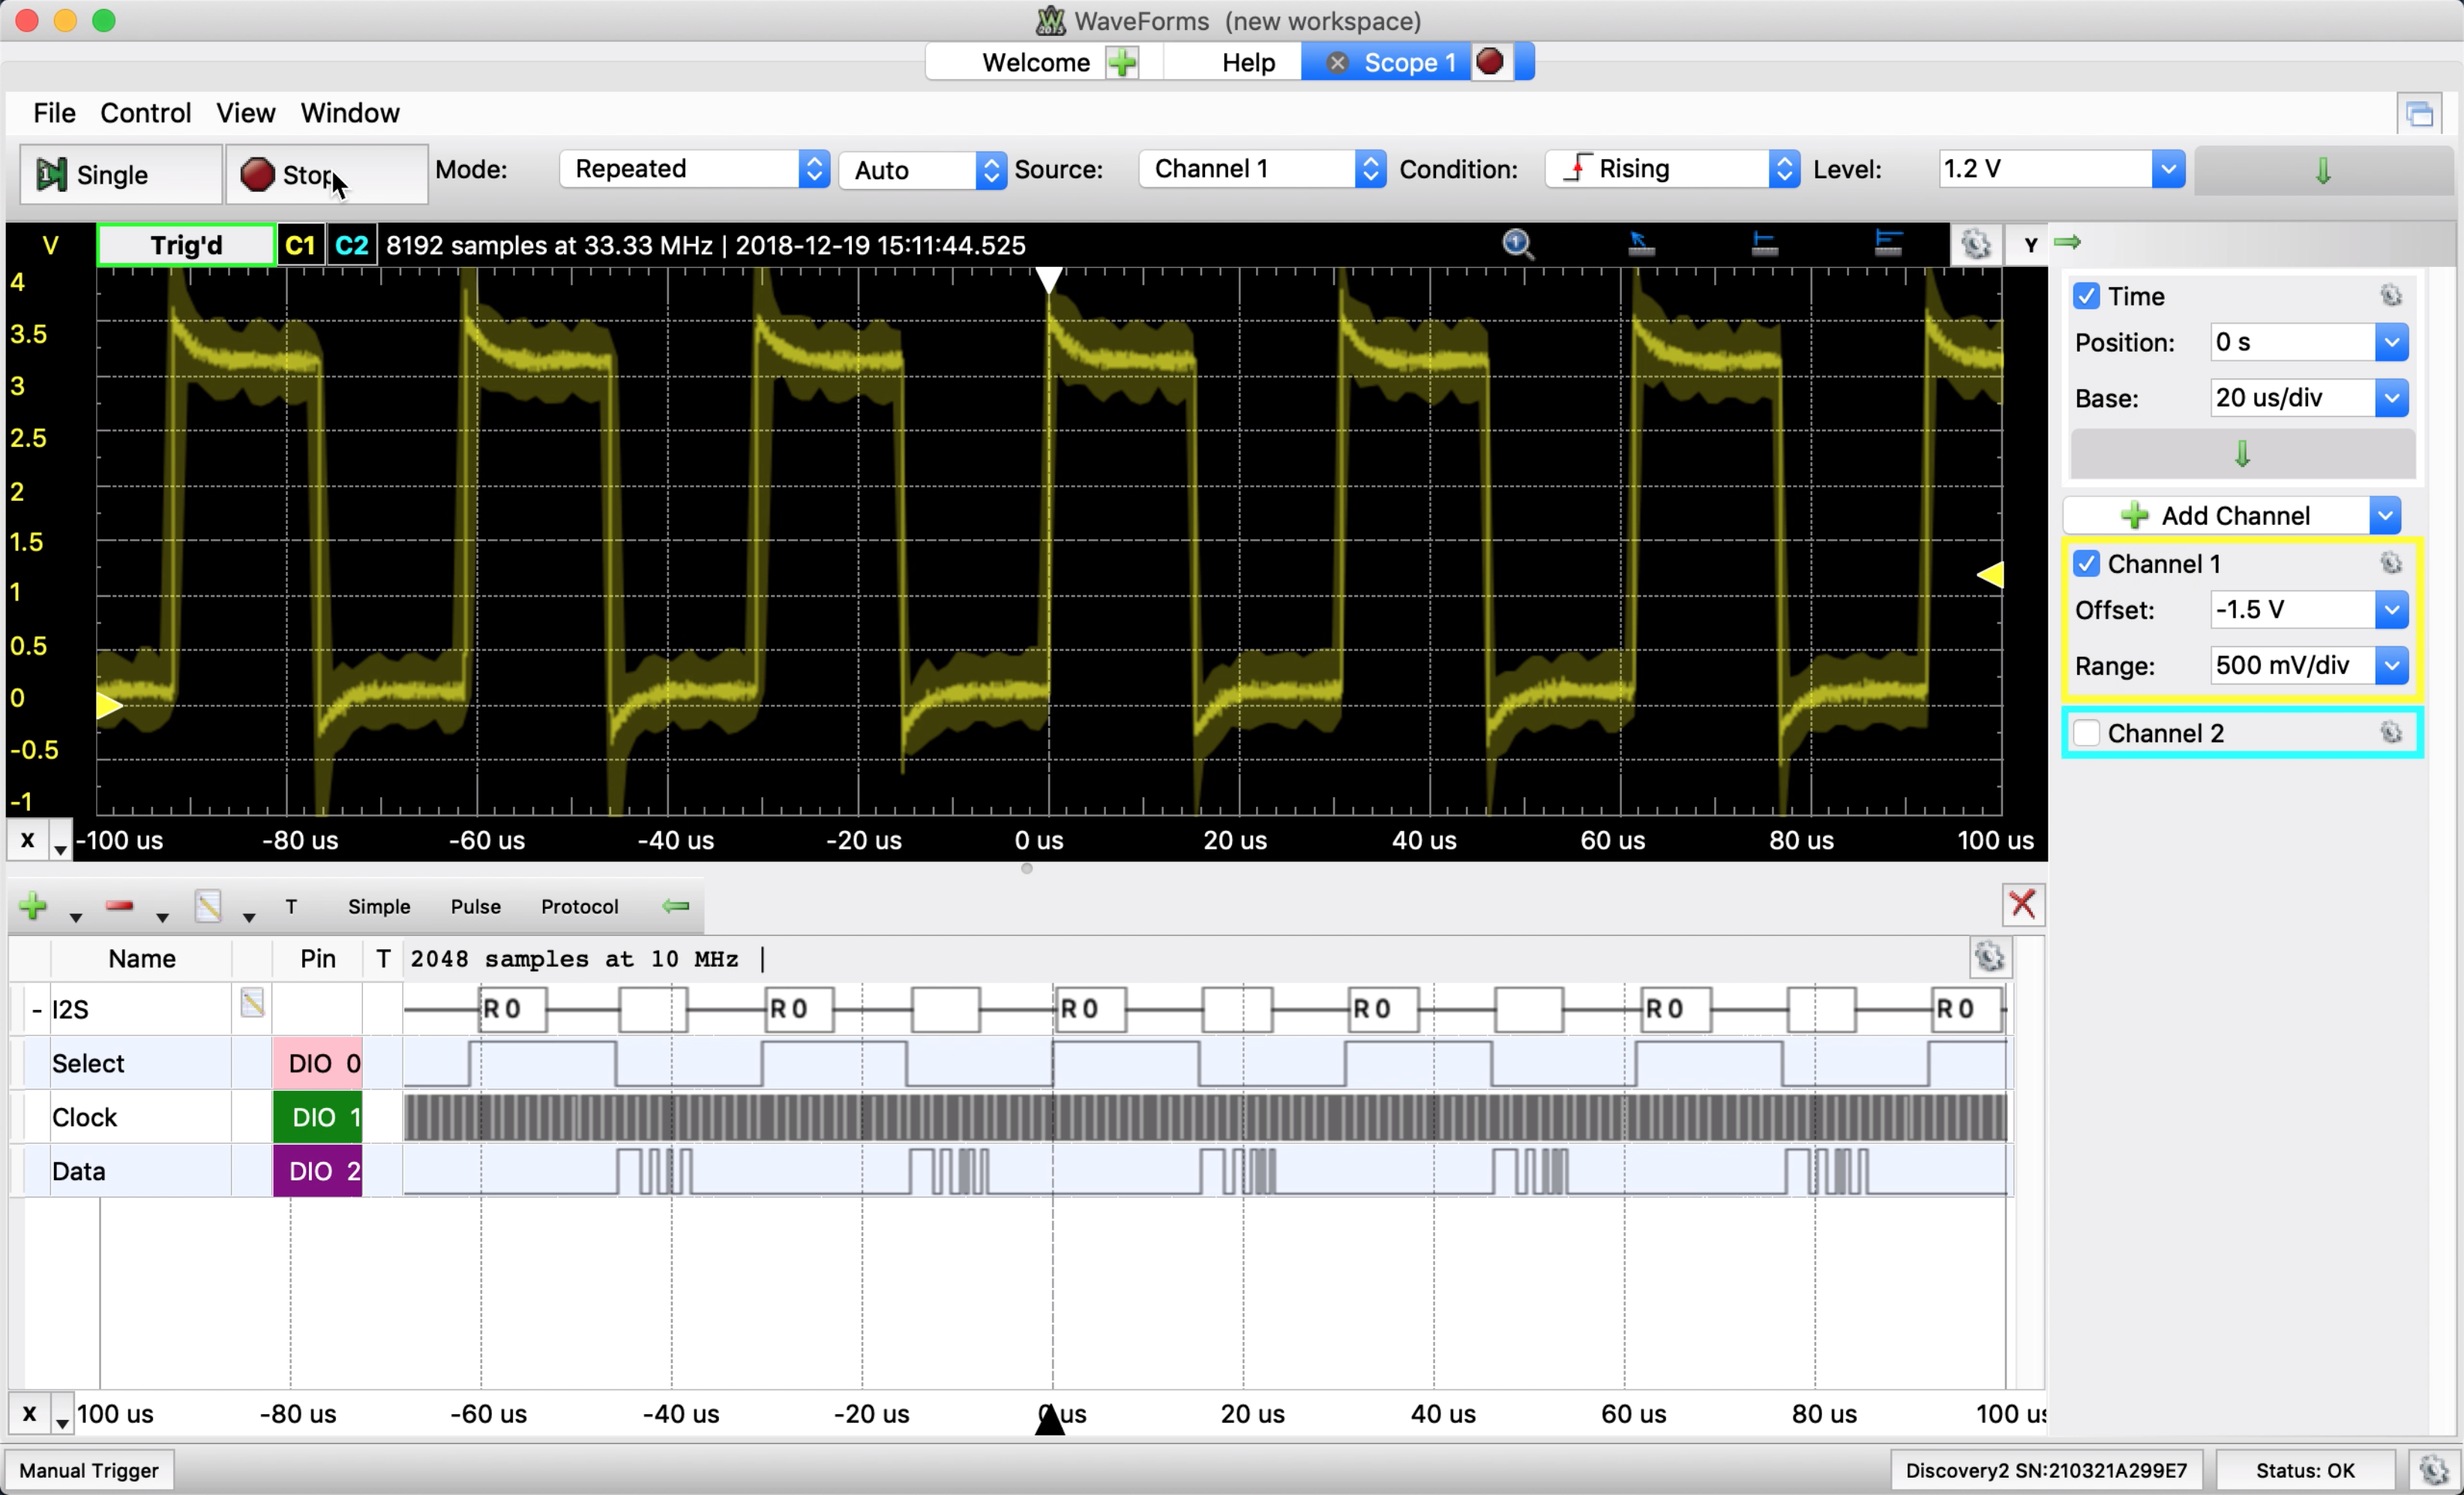 WaveForms (new workspace)
Welcome Help Scope 1
File Control View Window
Single Stop Mode: Repeated Auto Source: Channel 1 Condition: Rising Level: 1.2 V
V Trig'd C1 C2 8192 samples at 33.33 MHz | 2018-12-19 15:11:44.525 Y
4
3.5
3
2.5
2
1.5
1
0.5
0
-0.5
-1
X -100 us -80 us -60 us -40 us -20 us 0 us 20 us 40 us 60 us 80 us 100 us
Time
Position: 0 s
Base: 20 us/div
Add Channel
Channel 1
Offset: -1.5 V
Range: 500 mV/div
Channel 2
T Simple Pulse Protocol
Name Pin T 2048 samples at 10 MHz |
- I2S R0 R0 R0 R0 R0 R0
Select DIO 0
Clock DIO 1
Data DIO 2
X 100 us -80 us -60 us -40 us -20 us 0 us 20 us 40 us 60 us 80 us 100 us
Manual Trigger Discovery2 SN:210321A299E7 Status: OK